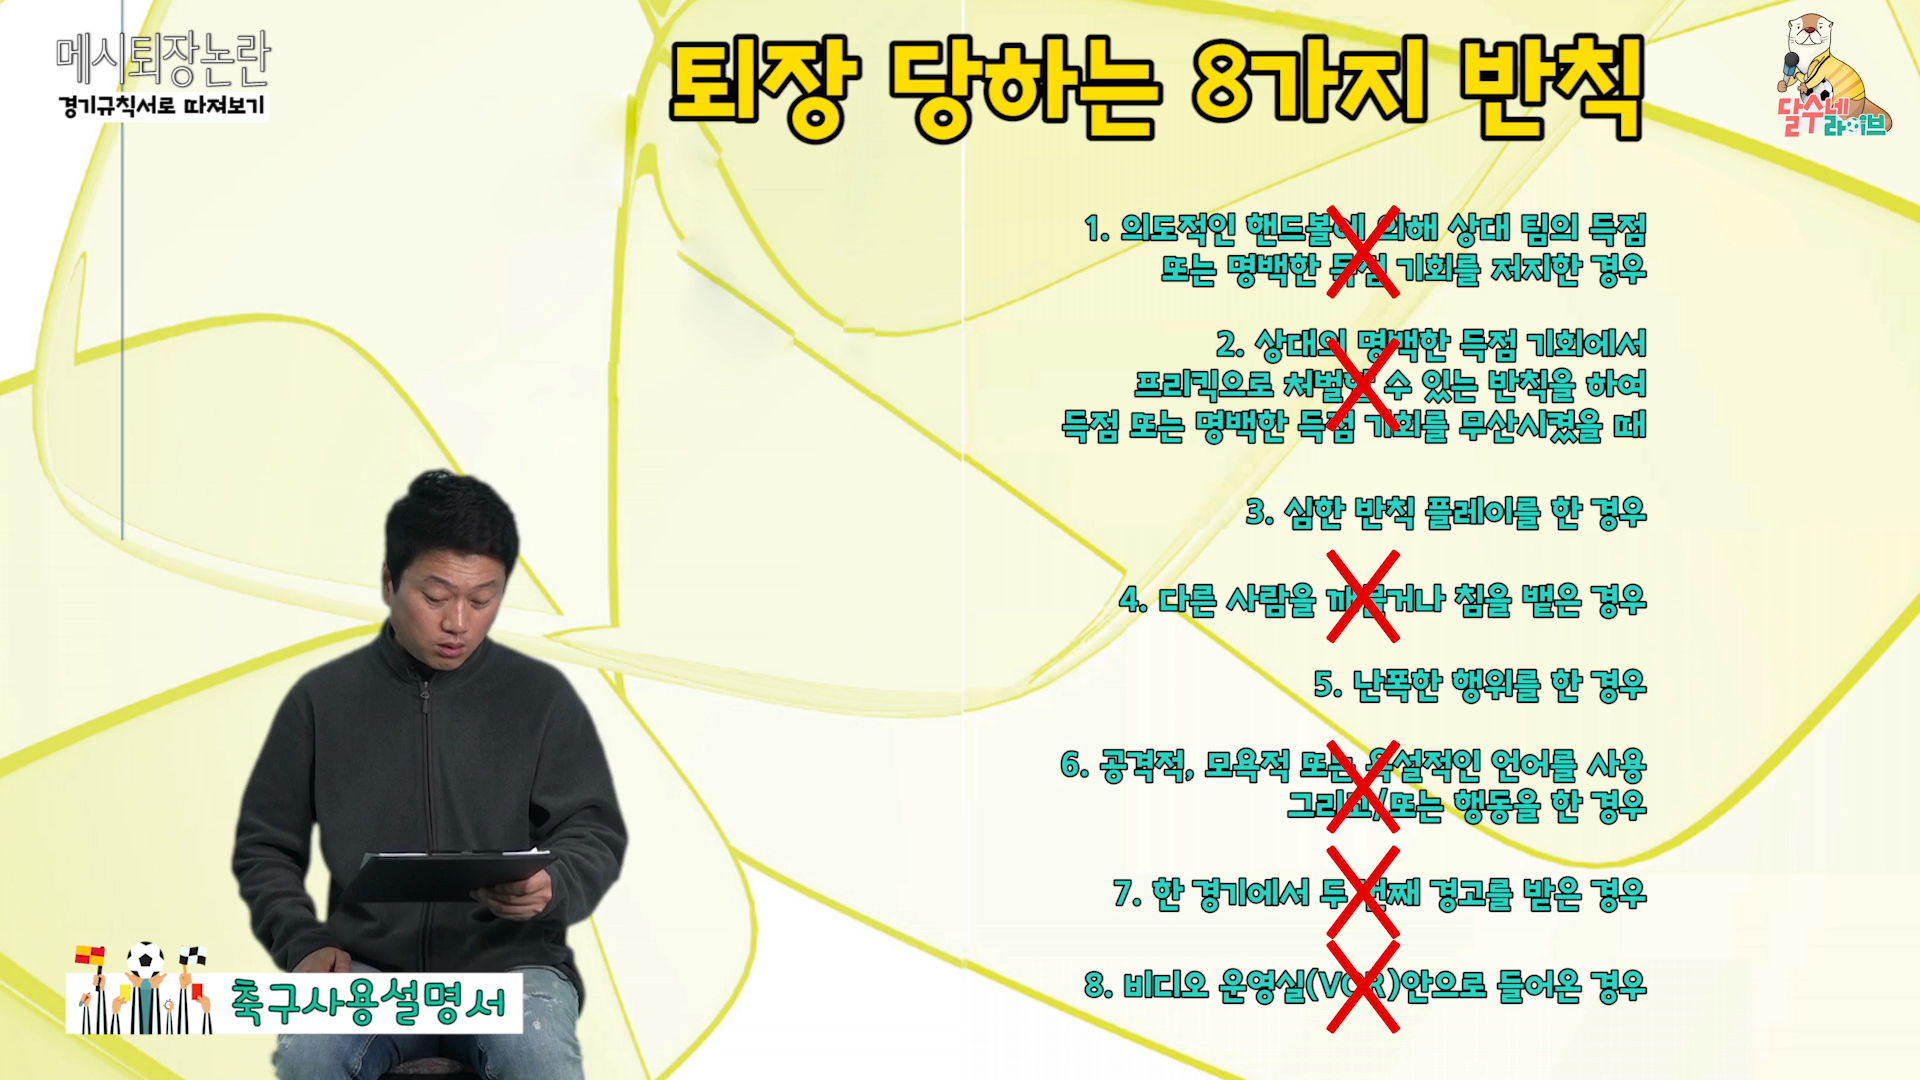 메시퇴장논란
경기규칙서로 따져보기
퇴장 당하는 8가지 반칙
달수네
라이브
1. 의도적인 핸드볼에 의해 상대 팀의 득점
또는 명백한 득점 기회를 저지한 경우
2. 상대의 명백한 득점 기회에서
프리킥으로 처벌할 수 있는 반칙을 하여
득점 또는 명백한 득점 기회를 무산시켰을 때
3. 심한 반칙 플레이를 한 경우
4. 다른 사람을 깨물거나 침을 뱉은 경우
5. 난폭한 행위를 한 경우
6. 공격적, 모욕적 또는 욕설적인 언어를 사용
그리고/또는 행동을 한 경우
7. 한 경기에서 두 번째 경고를 받은 경우
8. 비디오 운영실(VOR)안으로 들어온 경우
축구사용설명서